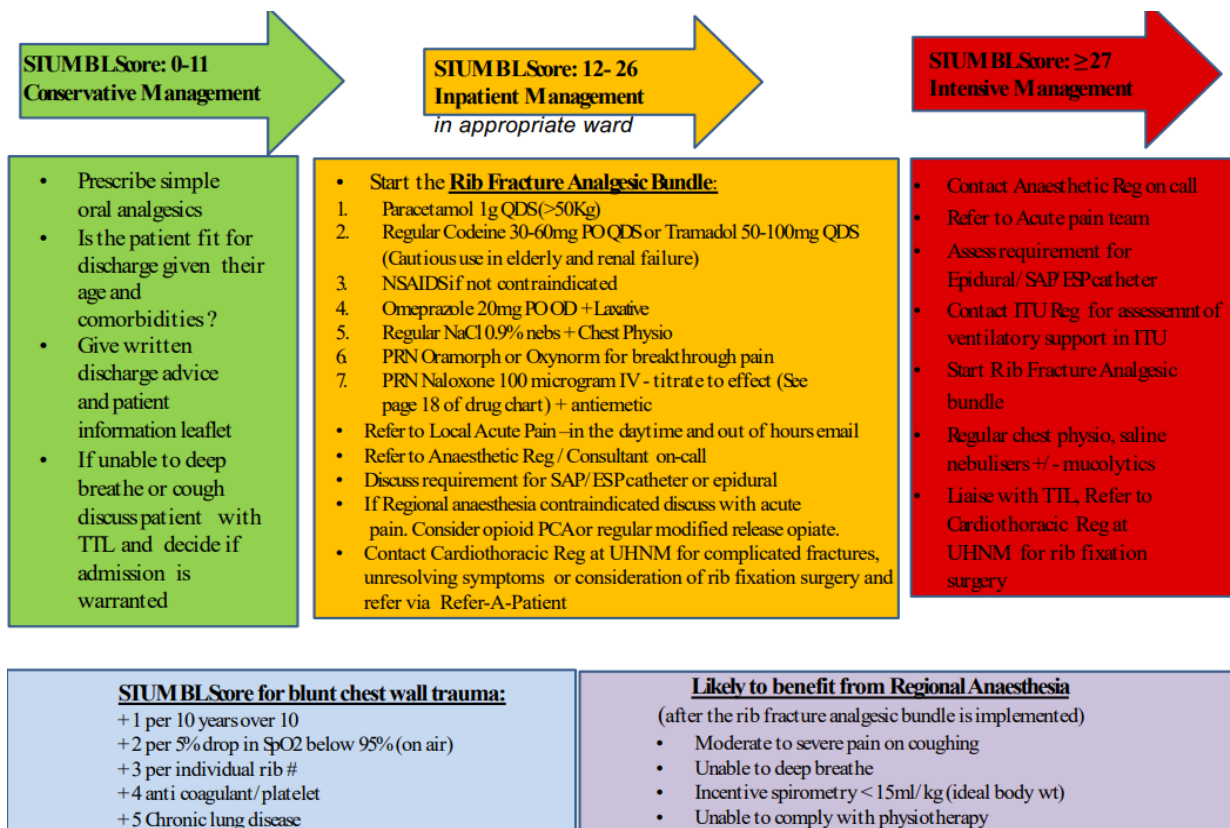 STUMBLScore: 0-11
Conservative Management
STUMBLScore: 12- 26
Inpatient Management
in appropriate ward
STUMBLScore: ≥27
Intensive Management
• Prescribe simple
oral analgesics
• Is the patient fit for
discharge given their
age and
comorbidities ?
• Give written
discharge advice
and patient
information leaflet
• If unable to deep
breathe or cough
discuss patient with
TTL and decide if
admission is
warranted
• Start the Rib Fracture Analgesic Bundle:
1. Paracetamol 1g QDS (>50Kg)
2. Regular Codeine 30-60mg PO QDS or Tramadol 50-100mg QDS
(Cautious use in elderly and renal failure)
3. NSAIDS if not contraindicated
4. Omeprazole 20mg PO OD + Laxative
5. Regular NaCl 0.9% nebs + Chest Physio
6. PRN Oramorph or Oxynorm for breakthrough pain
7. PRN Naloxone 100 microgram IV - titrate to effect (See
page 18 of drug chart) + antiemetic
• Refer to Local Acute Pain –in the daytime and out of hours email
• Refer to Anaesthetic Reg / Consultant on-call
• Discuss requirement for SAP/ ESP catheter or epidural
• If Regional anaesthesia contraindicated discuss with acute
pain. Consider opioid PCA or regular modified release opiate.
• Contact Cardiothoracic Reg at UHNM for complicated fractures,
unresolving symptoms or consideration of rib fixation surgery and
refer via Refer-A-Patient
• Contact Anaesthetic Reg on call
• Refer to Acute pain team
• Assess requirement for
Epidural/ SAP/ ESP catheter
• Contact ITU Reg for assessemnt of
ventilatory support in ITU
• Start Rib Fracture Analgesic
bundle
• Regular chest physio, saline
nebulisers +/- mucolytics
• Liaise with TTL, Refer to
Cardiothoracic Reg at
UHNM for rib fixation
surgery
STUMBLScore for blunt chest wall trauma:
+ 1 per 10 years over 10
+2 per 5% drop in SpO2 below 95% (on air)
+3 per individual rib #
+4 anti coagulant/ platelet
+5 Chronic lung disease
Likely to benefit from Regional Anaesthesia
(after the rib fracture analgesic bundle is implemented)
• Moderate to severe pain on coughing
• Unable to deep breathe
• Incentive spirometry < 15ml/ kg (ideal body wt)
• Unable to comply with physiotherapy